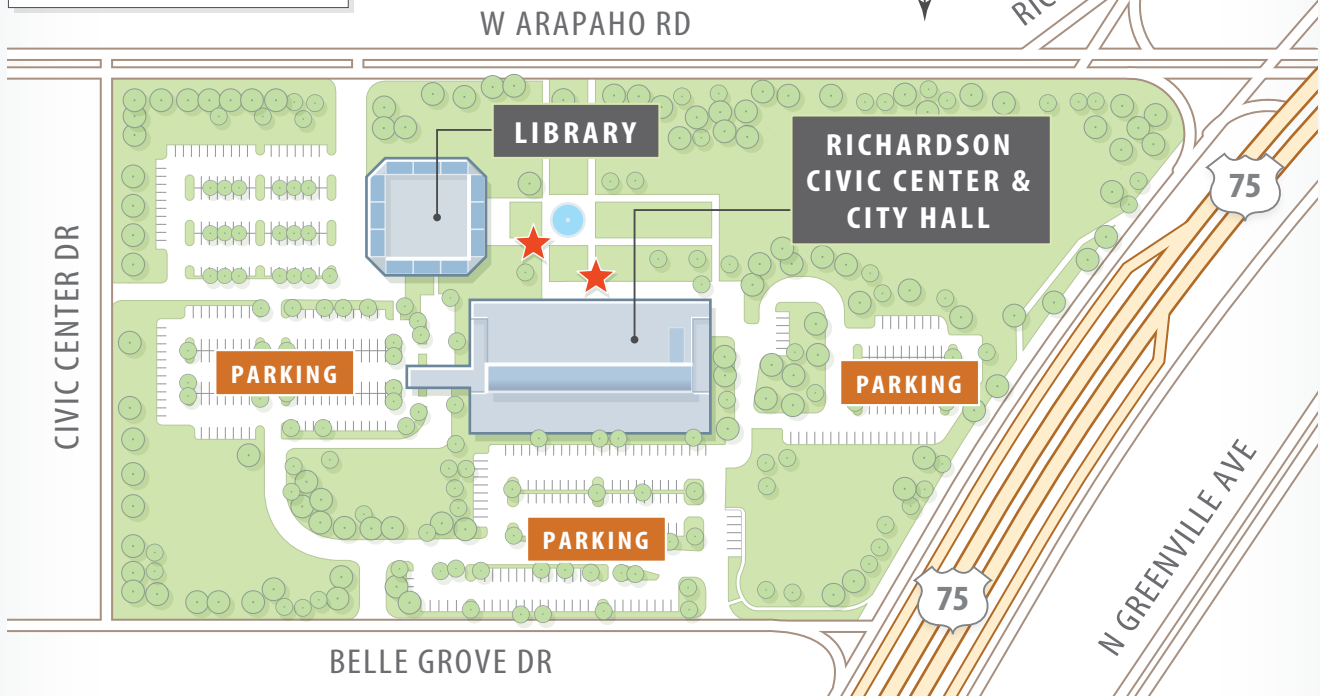 W ARAPAHO RD
RIC
LIBRARY
RICHARDSON
CIVIC CENTER &
CITY HALL
75
CIVIC CENTER DR
PARKING
PARKING
PARKING
N GREENVILLE AVE
75
BELLE GROVE DR